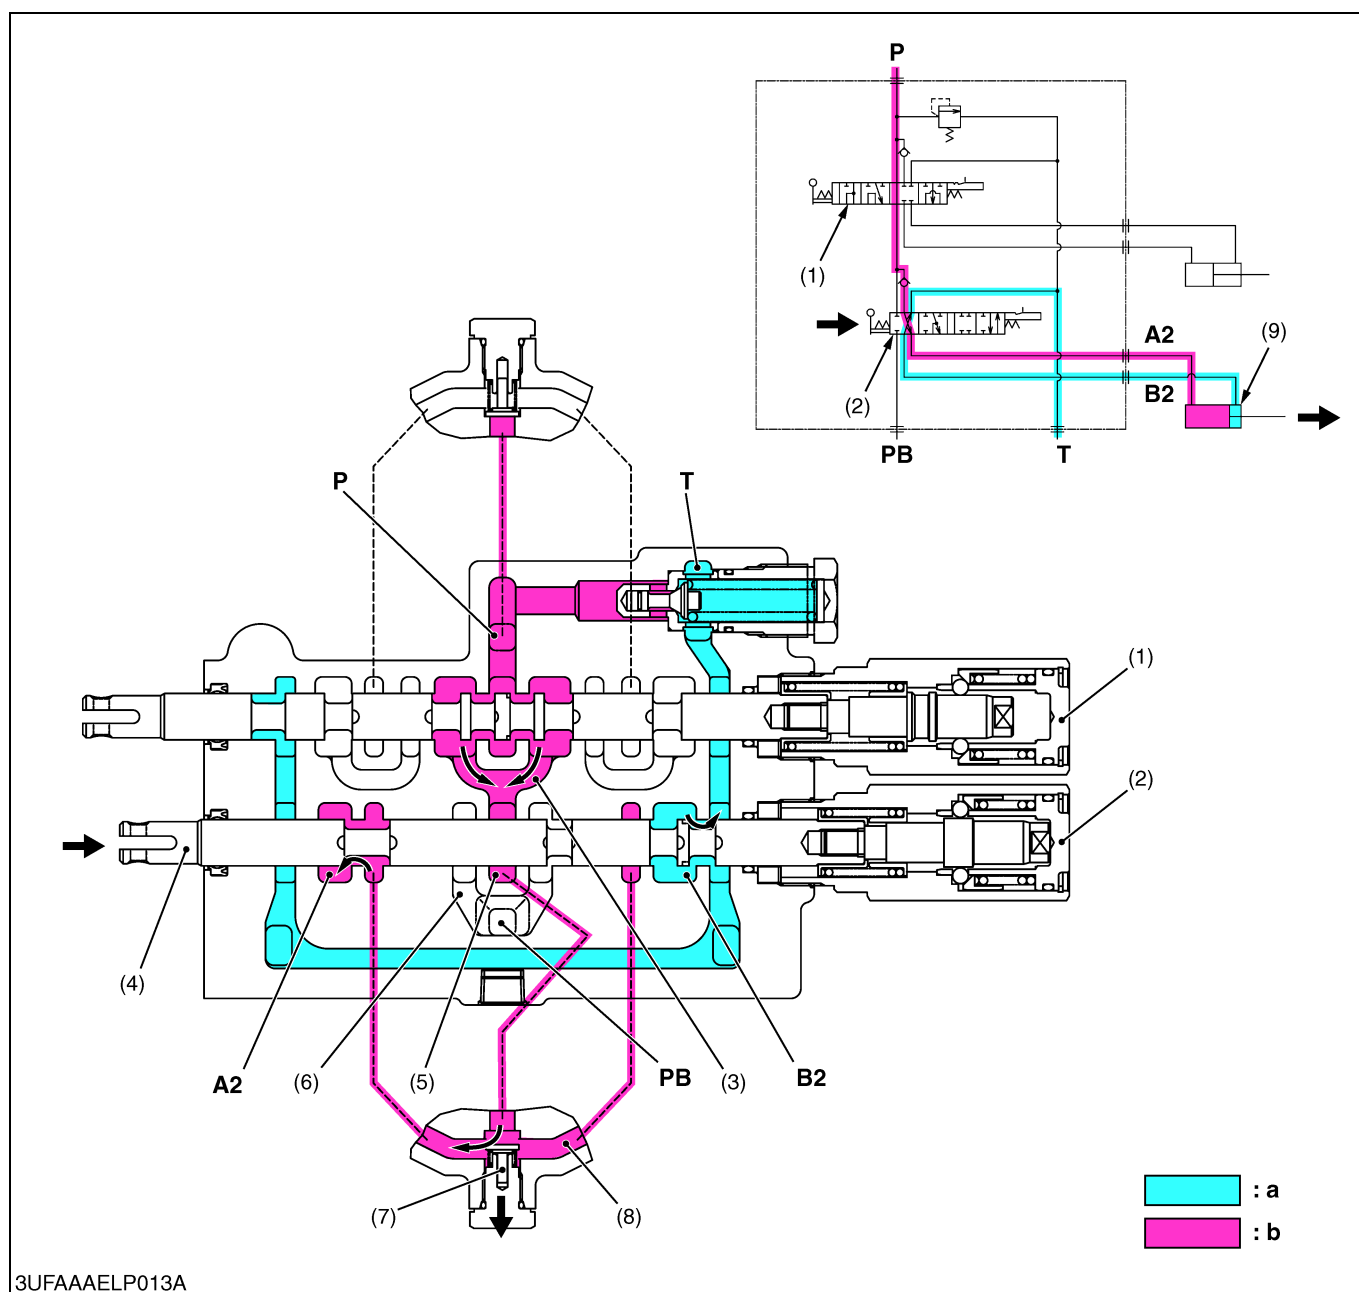 P
(1)
A2
(9)
(2)
B2
PB
T
P
T
(1)
(2)
(4)
A2
(6)
(5)
PB
(3)
B2
(7)
(8)
: a
: b
3UFAAAELP013A